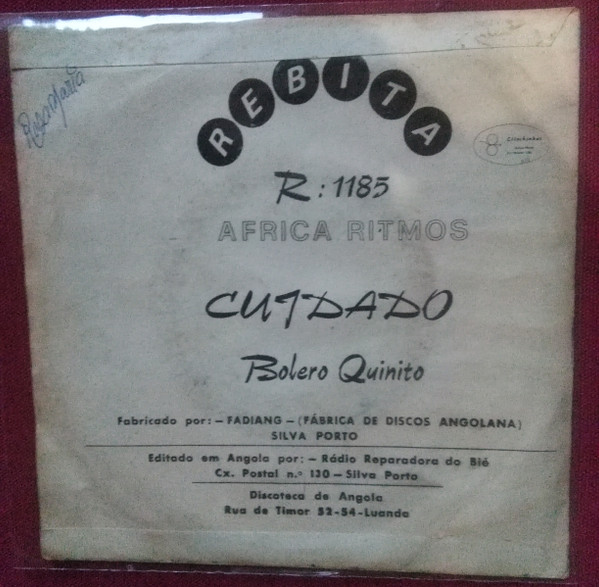 REBITA
Rosa Maria
R: 1185
AFRICA RITMOS
CUIDADO
Bolero Quinito
Fabricado por: – FADIANG – (FÁBRICA DE DISCOS ANGOLANA)
SILVA PORTO
Editado em Angola por: – Rádio Reparadora do Bié
Cx. Postal n.º 130 – Silva Porto
Discoteca de Angola
Rua de Timor 52-54-Luanda